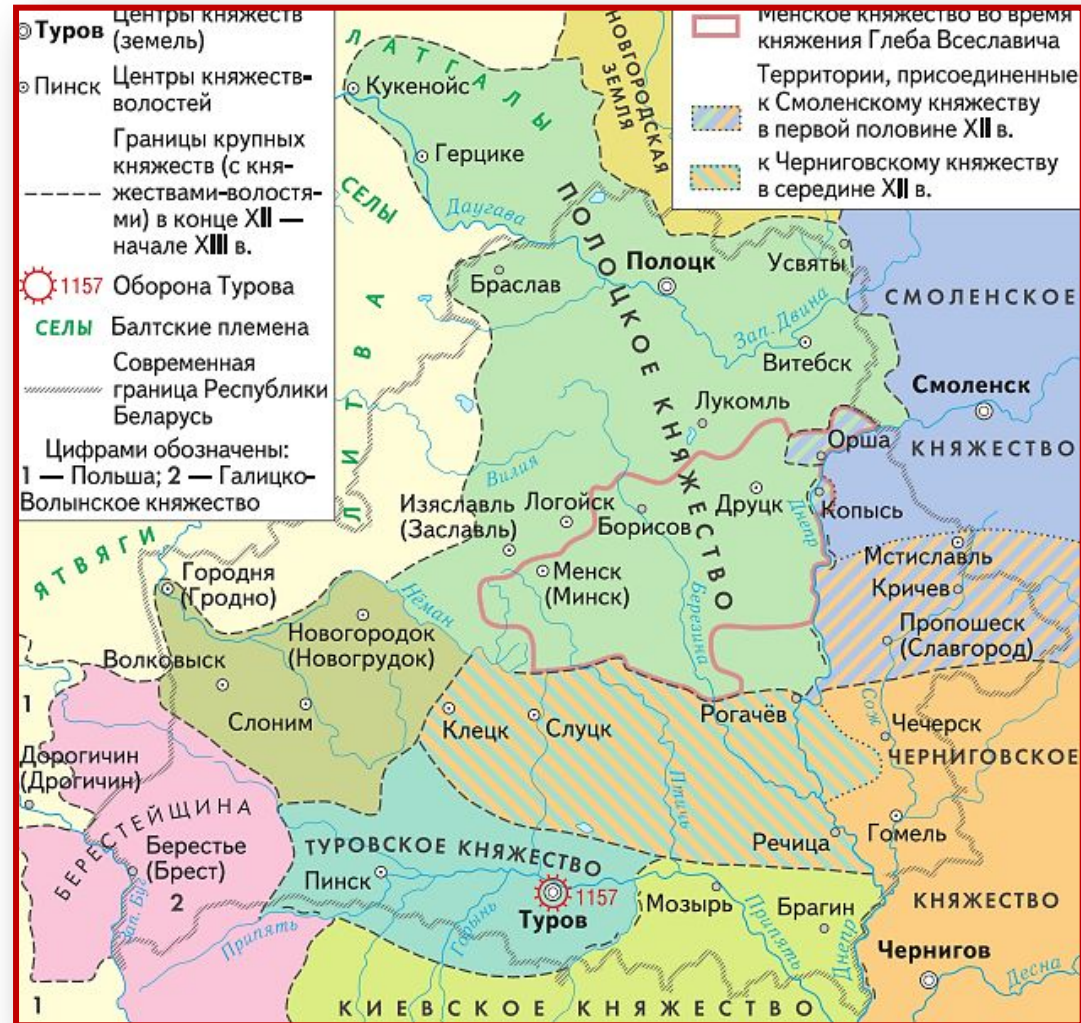 Центры княжеств
(земель)
Туров
Пинск
Центры княжеств-
волостей
Границы крупных
княжеств (с кня-
жествами-волостя-
ми) в конце XII —
начале XIII в.
1157 Оборона Турова
СЕЛЫ Балтские племена
Современная
граница Республики
Беларусь
Цифрами обозначены:
1 — Польша; 2 — Галицко-
Волынское княжество
Менское княжество во время
княжения Глеба Всеславича
Территории, присоединенные
к Смоленскому княжеству
в первой половине XII в.
к Черниговскому княжеству
в середине XII в.
ЛАТГАЛЫ
НОВГОРОДСКАЯ
ЗЕМЛЯ
Кукенойс
Герцике
СЕЛЫ
Даугава
ПОЛОЦКОЕ КНЯЖЕСТВО
Браслав
Полоцк
Усвяты
СМОЛЕНСКОЕ
Зап. Двина
Витебск
ЛИТВА
Лукомль
Смоленск
Орша
КНЯЖЕСТВО
Вилия
Изяславль
(Заславль)
Логойск
Борисов
Друцк
Днепр
Копысь
ЯТВЯГИ
Городня
(Гродно)
Менск
(Минск)
Мстиславль
Кричев
Нёман
Березина
Новогородок
(Новогрудок)
Пропошеск
(Славгород)
Волковыск
Слоним
Клецк
Слуцк
Рогачёв
Сож
Чечерск
1
Дорогичин
(Дрогичин)
ЧЕРНИГОВСКОЕ
Птичь
БЕРЕСТЕЙЩИНА
Берестье
(Брест)
ТУРОВСКОЕ КНЯЖЕСТВО
Речица
Гомель
Пинск
2
Туров
1157
Мозырь
Брагин
КНЯЖЕСТВО
Зап. Буг
Припять
Горынь
Припять
Днепр
Чернигов
Десна
1
КИЕВСКОЕ КНЯЖЕСТВО